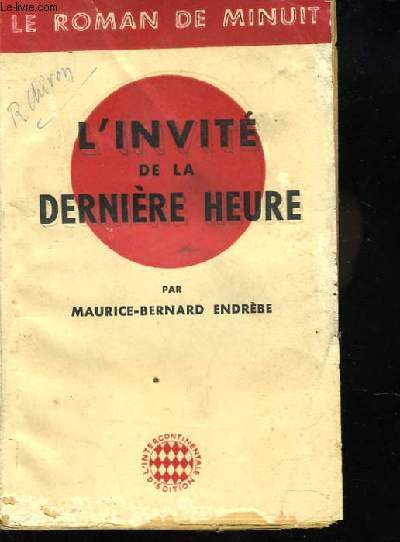 Le-livre.com
LE ROMAN DE MINUIT
L'INVITÉ
DE LA
DERNIÈRE HEURE
PAR
MAURICE-BERNARD ENDRÈBE
L'INTERCONTINENTALE
D'ÉDITION